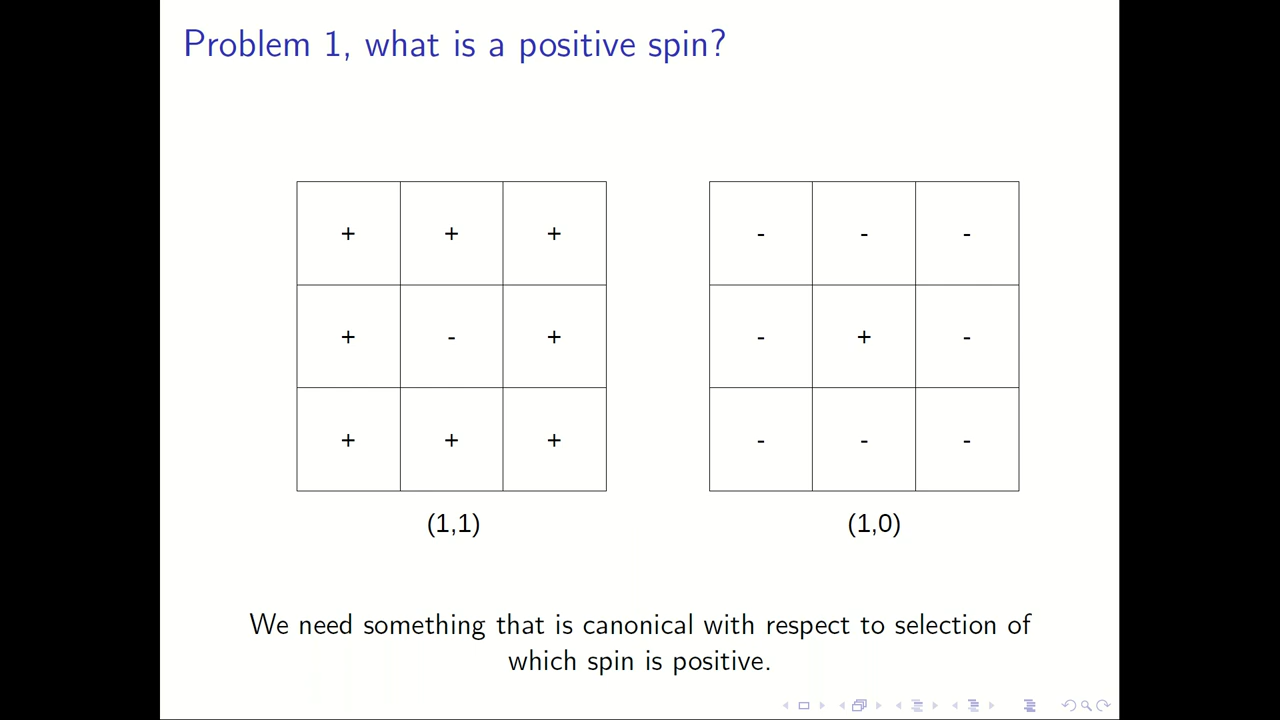 Problem 1, what is a positive spin?
+ + +
+ - +
+ + +
(1,1)
- - -
- + -
- - -
(1,0)
We need something that is canonical with respect to selection of
which spin is positive.